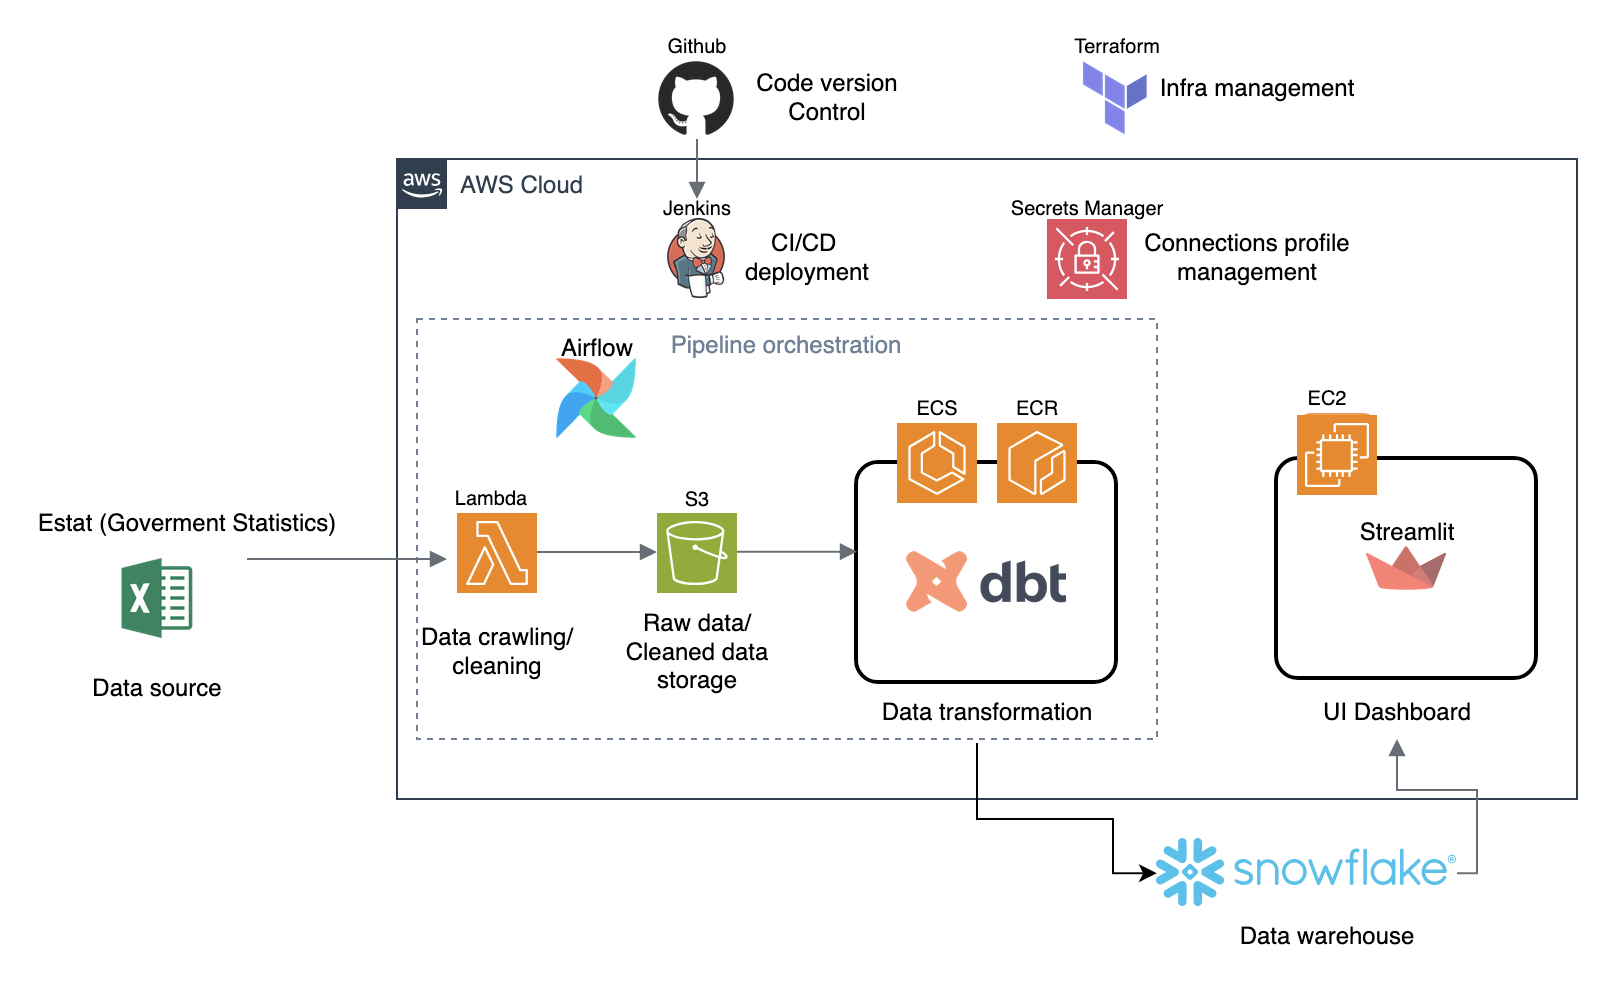 Github
Code version
Control
Terraform
Infra management
aws
AWS Cloud
Jenkins
CI/CD
deployment
Secrets Manager
Connections profile
management
Pipeline orchestration
Airflow
ECS
ECR
EC2
Lambda
S3
Estat (Goverment Statistics)
X
Streamlit
dbt
Data crawling/
cleaning
Raw data/
Cleaned data
storage
Data source
Data transformation
UI Dashboard
snowflake®
Data warehouse